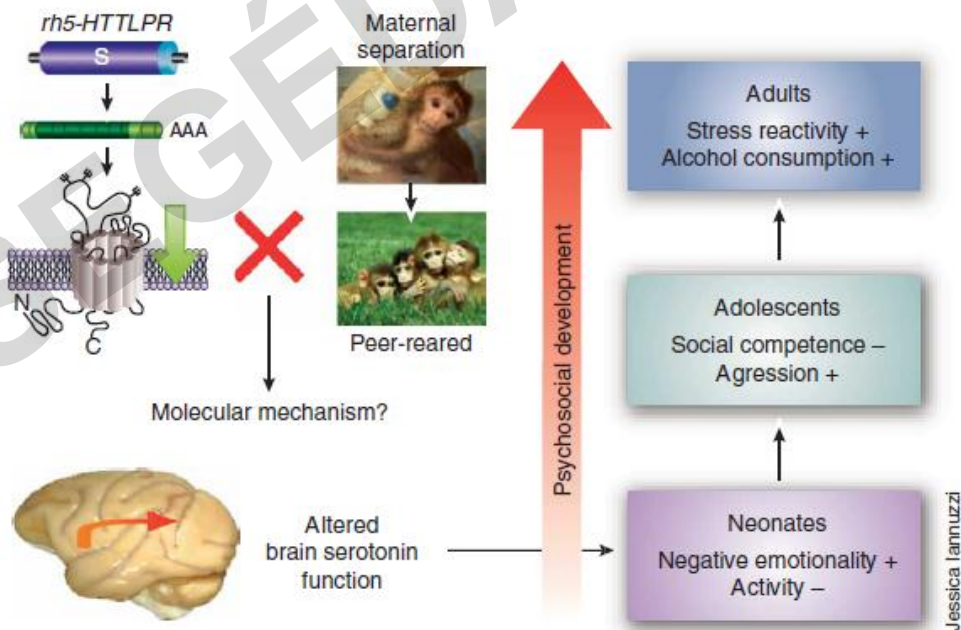 rh5-HTTLPR
S
AAA
N
C
Maternal
separation
Peer-reared
Molecular mechanism?
Altered
brain serotonin
function
Psychosocial development
Adults
Stress reactivity +
Alcohol consumption +
Adolescents
Social competence –
Agression +
Neonates
Negative emotionality +
Activity –
Jessica Iannuzzi